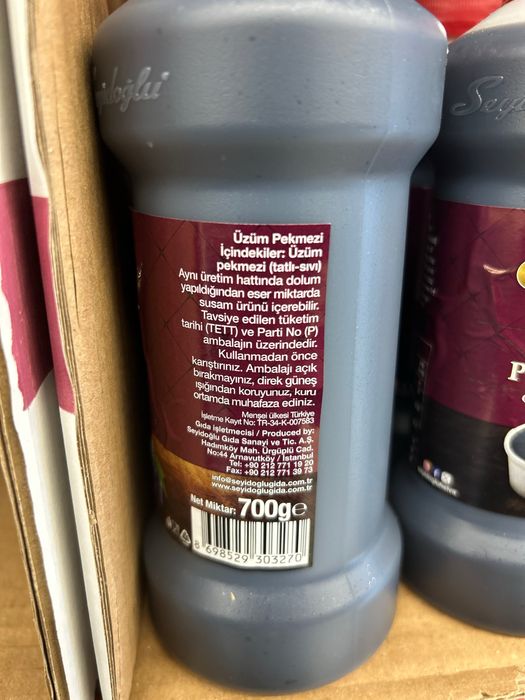 Seyidoğlu
Üzüm Pekmezi
İçindekiler: Üzüm
pekmezi (tatlı-sıvı)
Aynı üretim hattında dolum
yapıldığından eser miktarda
susam ürünü içerebilir.
Tavsiye edilen tüketim
tarihi (TETT) ve Parti No (P)
ambalajın üzerindedir.
Kullanmadan önce
karıştırınız. Ambalajı açık
bırakmayınız, direk güneş
ışığından koruyunuz, kuru
ortamda muhafaza ediniz.
Menşei ülkesi Türkiye
İşletme Kayıt No: TR-34-K-007583
Gıda işletmecisi / Produced by:
Seyidoğlu Gıda Sanayi ve Tic. A.Ş.
Hadımköy Mah. Ürgüplü Cad.
No:44 Arnavutköy / İstanbul
Tel: +90 212 771 19 20
Fax: +90 212 771 39 73
info@seyidoglugida.com.tr
www.seyidoglugida.com.tr
Net Miktar: 700g e
8 698529 303270
Sey
P